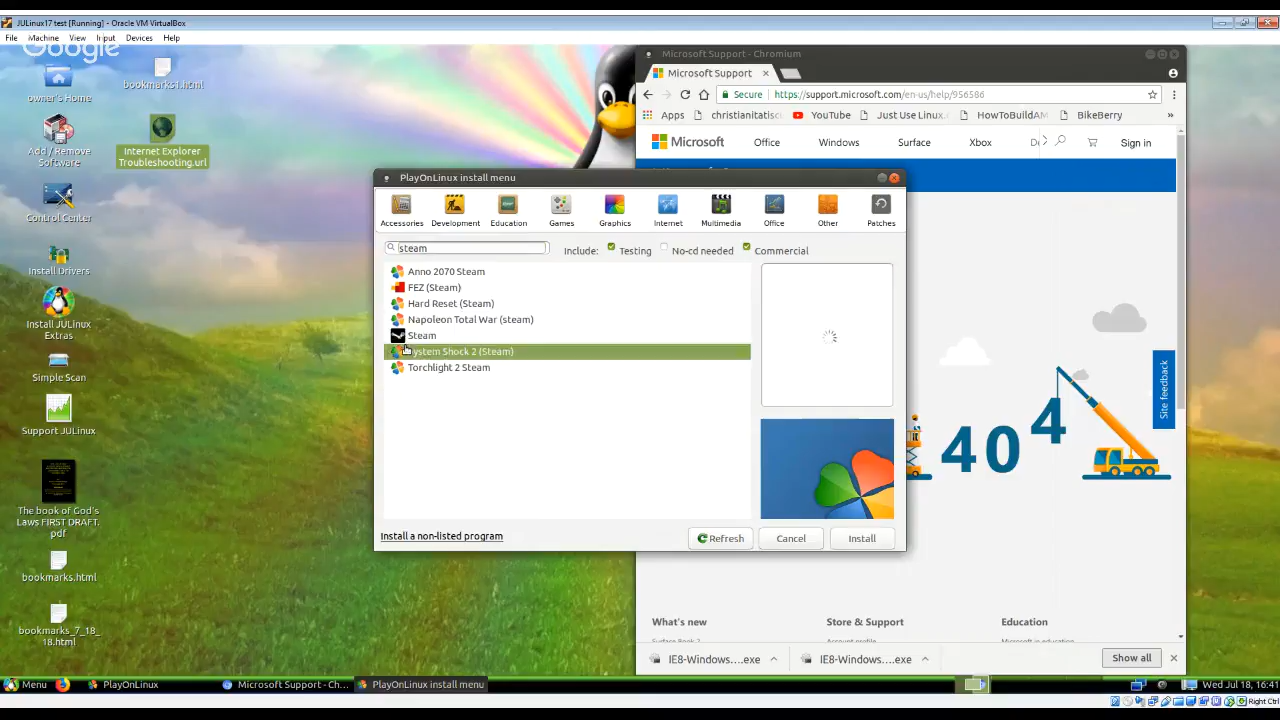 JULinux17 test [Running] - Oracle VM VirtualBox
File Machine View Input Devices Help
Google
bookmarks1.html
owner's Home
Add / Remove
Software
Internet Explorer
Troubleshooting.url
Control Center
Install Drivers
Install JULinux
Extras
Simple Scan
Support JULinux
The book of God's
Laws FIRST DRAFT.
pdf
bookmarks.html
bookmarks_7_18_
18.html
Microsoft Support - Chromium
Microsoft Support
Secure https://support.microsoft.com/en-us/help/956586
Apps christianitatisci YouTube Just Use Linux. HowToBuildAM BikeBerry »
Microsoft Office Windows Surface Xbox Sign in
404
Site feedback
What's new Store & Support Education
Account profile Microsoft in education
IE8-Windows....exe IE8-Windows....exe Show all
PlayOnLinux install menu
Accessories Development Education Games Graphics Internet Multimedia Office Other Patches
steam Include: Testing No-cd needed Commercial
Anno 2070 Steam
FEZ (Steam)
Hard Reset (Steam)
Napoleon Total War (steam)
Steam
System Shock 2 (Steam)
Torchlight 2 Steam
Install a non-listed program Refresh Cancel Install
Menu PlayOnLinux Microsoft Support - Ch... PlayOnLinux install menu Wed Jul 18, 16:41
Right Ctrl